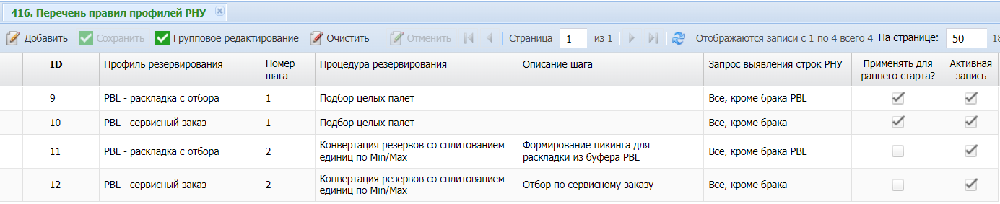 416. Перечень правил профилей РНУ
Добавить Сохранить Групповое редактирование Очистить Отменить Страница 1 из 1 Отображаются записи с 1 по 4 всего 4 На странице: 50 18
ID Профиль резервирования Номер шага Процедура резервирования Описание шага Запрос выявления строк РНУ Применять для раннего старта? Активная запись
9 PBL - раскладка с отбора 1 Подбор целых палет Все, кроме брака PBL
10 PBL - сервисный заказ 1 Подбор целых палет Все, кроме брака
11 PBL - раскладка с отбора 2 Конвертация резервов со сплитованием единиц по Min/Max Формирование пикинга для раскладки из буфера PBL Все, кроме брака PBL
12 PBL - сервисный заказ 2 Конвертация резервов со сплитованием единиц по Min/Max Отбор по сервисному заказу Все, кроме брака